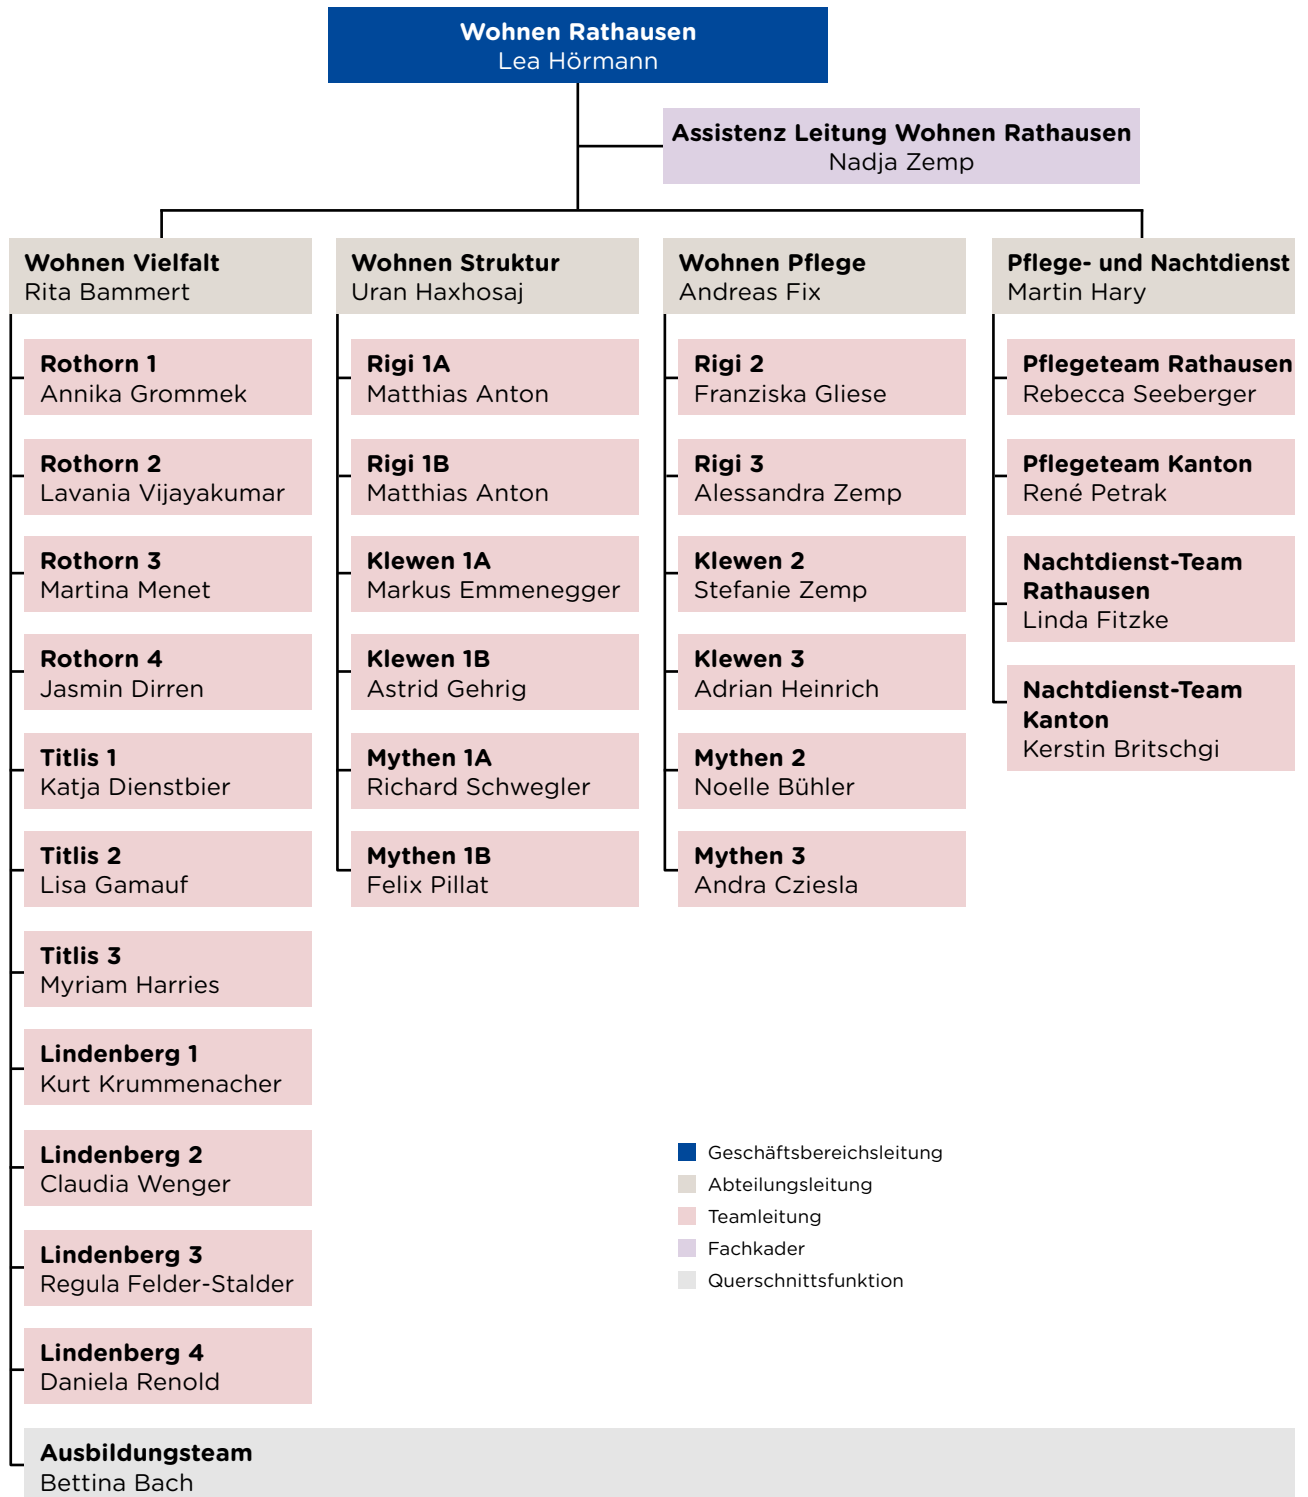 Wohnen Rathausen
Lea Hörmann
Assistenz Leitung Wohnen Rathausen
Nadja Zemp
Wohnen Vielfalt
Rita Bammert
Rothorn 1
Annika Grommek
Rothorn 2
Lavania Vijayakumar
Rothorn 3
Martina Menet
Rothorn 4
Jasmin Dirren
Titlis 1
Katja Dienstbier
Titlis 2
Lisa Gamauf
Titlis 3
Myriam Harries
Lindenberg 1
Kurt Krummenacher
Lindenberg 2
Claudia Wenger
Lindenberg 3
Regula Felder-Stalder
Lindenberg 4
Daniela Renold
Ausbildungsteam
Bettina Bach
Wohnen Struktur
Uran Haxhosaj
Rigi 1A
Matthias Anton
Rigi 1B
Matthias Anton
Klewen 1A
Markus Emmenegger
Klewen 1B
Astrid Gehrig
Mythen 1A
Richard Schwegler
Mythen 1B
Felix Pillat
Wohnen Pflege
Andreas Fix
Rigi 2
Franziska Gliese
Rigi 3
Alessandra Zemp
Klewen 2
Stefanie Zemp
Klewen 3
Adrian Heinrich
Mythen 2
Noelle Bühler
Mythen 3
Andra Cziesla
Pflege- und Nachtdienst
Martin Hary
Pflegeteam Rathausen
Rebecca Seeberger
Pflegeteam Kanton
René Petrak
Nachtdienst-Team
Rathausen
Linda Fitzke
Nachtdienst-Team
Kanton
Kerstin Britschgi
Geschäftsbereichsleitung
Abteilungsleitung
Teamleitung
Fachkader
Querschnittsfunktion